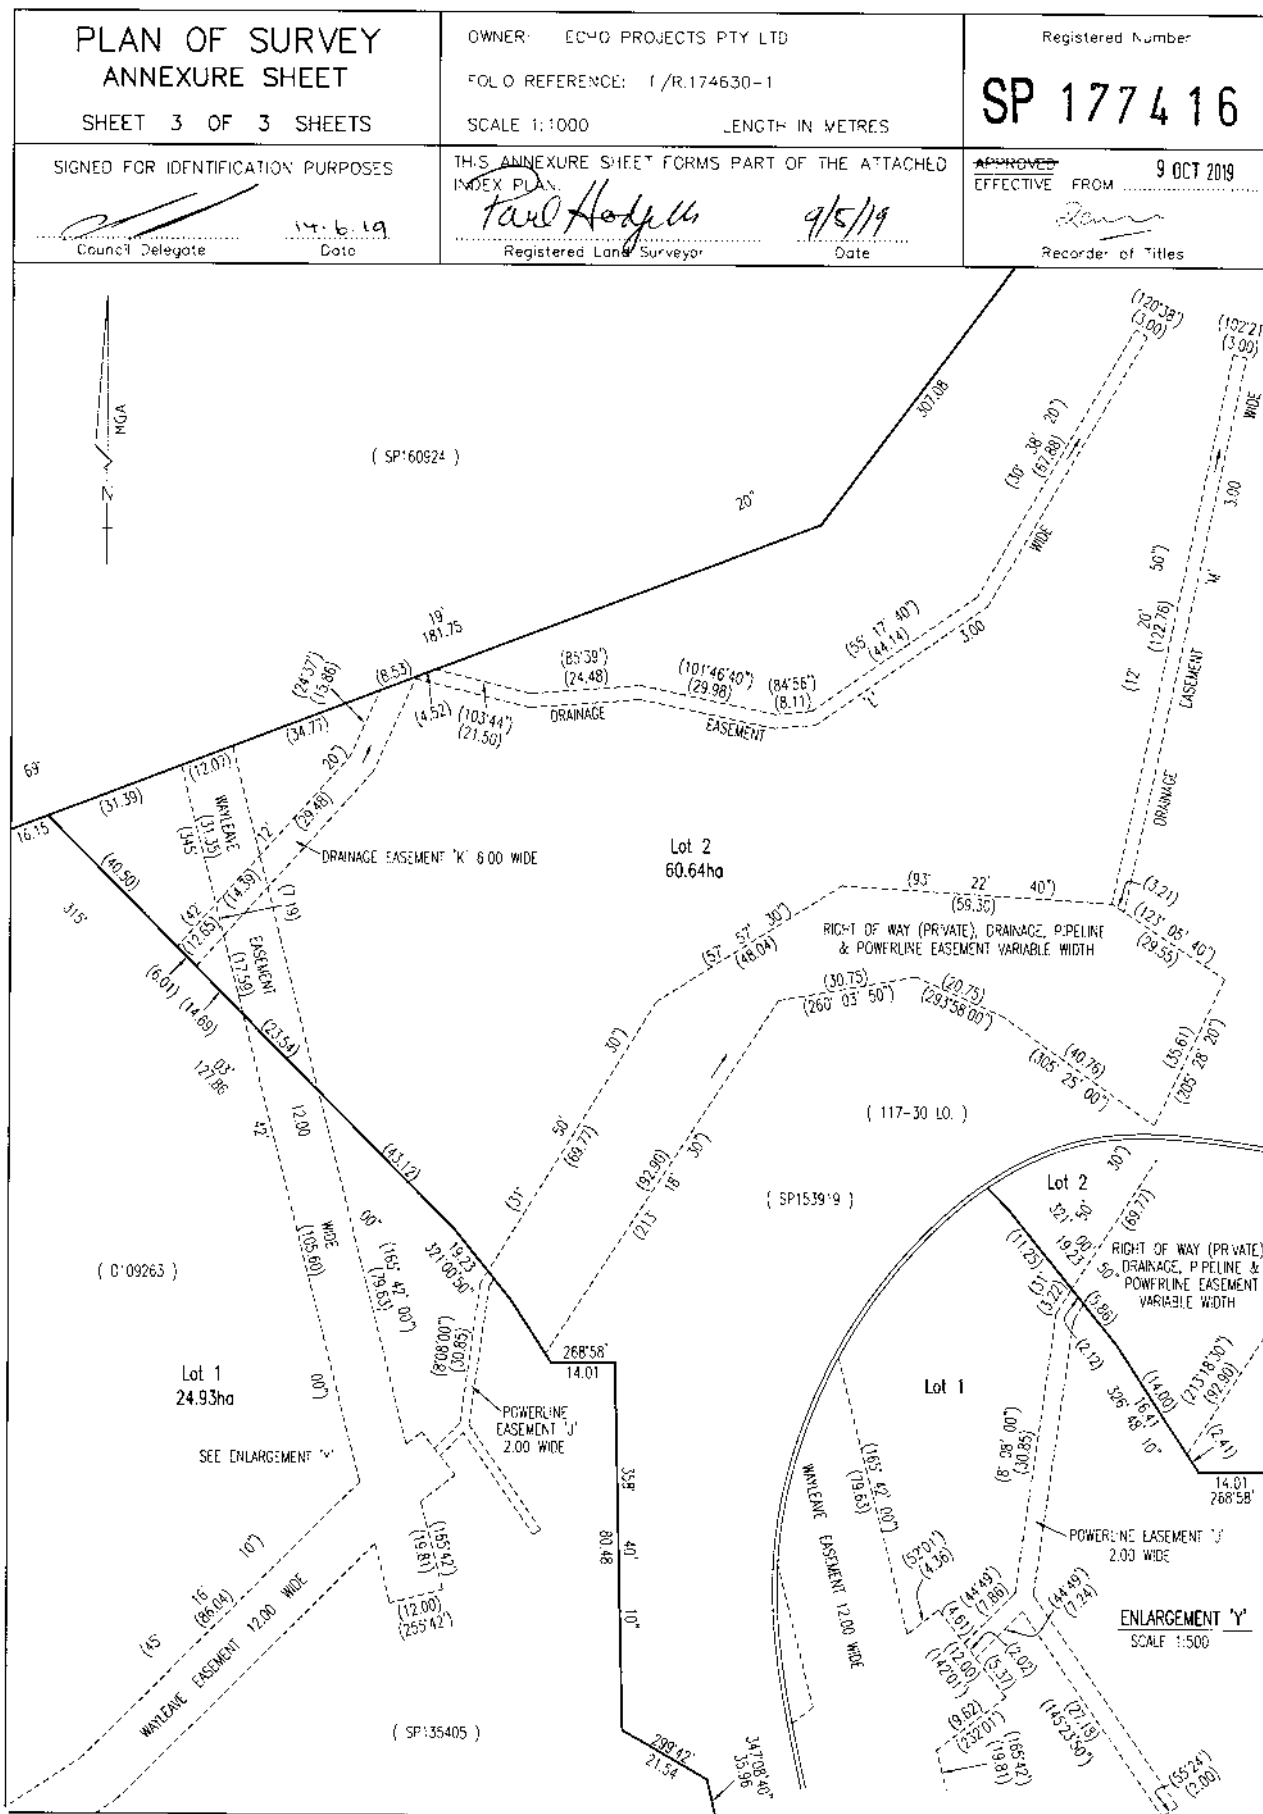 PLAN OF SURVEY
ANNEXURE SHEET
SHEET 3 OF 3 SHEETS
OWNER: ECHO PROJECTS PTY LTD
FOLIO REFERENCE: F/R.174630-1
SCALE 1:1000 LENGTH IN METRES
Registered Number
SP 177416
SIGNED FOR IDENTIFICATION PURPOSES
14.6.19
Council Delegate Date
THIS ANNEXURE SHEET FORMS PART OF THE ATTACHED
INDEX PLAN.
Paul Hodgetts 9/5/19
Registered Land Surveyor Date
APPROVED
EFFECTIVE FROM 9 OCT 2019
Recorder of Titles
MGA
N
( SP160924 )
(120°38')
(3.00)
(102°21
(3.00)
307.08
20"
19'
181.75
69'
16.15
(30° 38' 20")
(67.88)
WIDE
WIDE
3.00
'M'
EASEMENT
DRAINAGE
(12° 20' 50")
(122.76)
(55° 17' 40")
(44.14)
3.00
'L'
(24°37')
(15.86)
(8.53)
(4.52)
(103°44')
(21.50)
(85°39')
(24.48)
(101°46'40")
(29.98)
(84°56')
(8.11)
DRAINAGE
EASEMENT
(34.77)
(12.07)
(31.39)
WAYLEAVE
(31.35)
(345°
(42° 12' 20")
(29.48)
DRAINAGE EASEMENT 'K' 6.00 WIDE
(14.39)
(7.19)
(12.65)
(40.50)
315°
(6.01)
(14.69)
03'
127.86
EASEMENT
(17.59)
(23.54)
42'
12.00
(43.12)
WIDE
(105.60)
00"
(165° 42' 00")
(79.63)
00")
Lot 2
60.64ha
(93° 22' 40")
(59.36)
(3.21)
(123° 05' 40")
(29.55)
RIGHT OF WAY (PRIVATE), DRAINAGE, PIPELINE
& POWERLINE EASEMENT VARIABLE WIDTH
(57° 57' 30")
(48.04)
(30.75)
(260° 03' 50")
(20.75)
(293°58'00")
(40.76)
(305° 25' 00")
(35.61)
(205° 28' 20")
(31° 50' 30")
(69.77)
(92.90)
(213° 18' 30")
( 117-30 LO. )
( SP153919 )
( D109263 )
19.23
321°00'50"
(8°08'00")
(30.85)
268°58'
14.01
POWERLINE
EASEMENT 'J'
2.00 WIDE
Lot 1
24.93ha
SEE ENLARGEMENT 'Y'
(45° 16' 10")
(86.04)
WAYLEAVE EASEMENT 12.00 WIDE
(165°42')
(19.81)
(12.00)
(255°42')
358° 40' 10"
80.48
( SP135405 )
299°42'
21.54
347°08'40"
35.96
Lot 2
321° 00' 50"
19.23
(31° 50' 30")
(69.77)
(11.25)
(3.22)
(5.86)
(2.12)
RIGHT OF WAY (PRIVATE)
DRAINAGE, PIPELINE &
POWERLINE EASEMENT
VARIABLE WIDTH
Lot 1
(14.00)
16.41
326° 48' 10"
(213°18'30")
(92.90)
(2.41)
14.01
268°58'
(8° 08' 00")
(30.85)
(165° 42' 00")
(79.63)
WAYLEAVE EASEMENT 12.00 WIDE
POWERLINE EASEMENT 'J'
2.00 WIDE
(52°01')
(4.36)
(44°49')
(7.86)
(44°49')
(7.24)
(4.61)
(12.00)
(142°01')
(5.37)
(2.02)
(9.62)
(232°01')
(165°42')
(19.81)
(27.18)
(145°23'50")
(55°24')
(2.00)
ENLARGEMENT 'Y'
SCALE 1:500